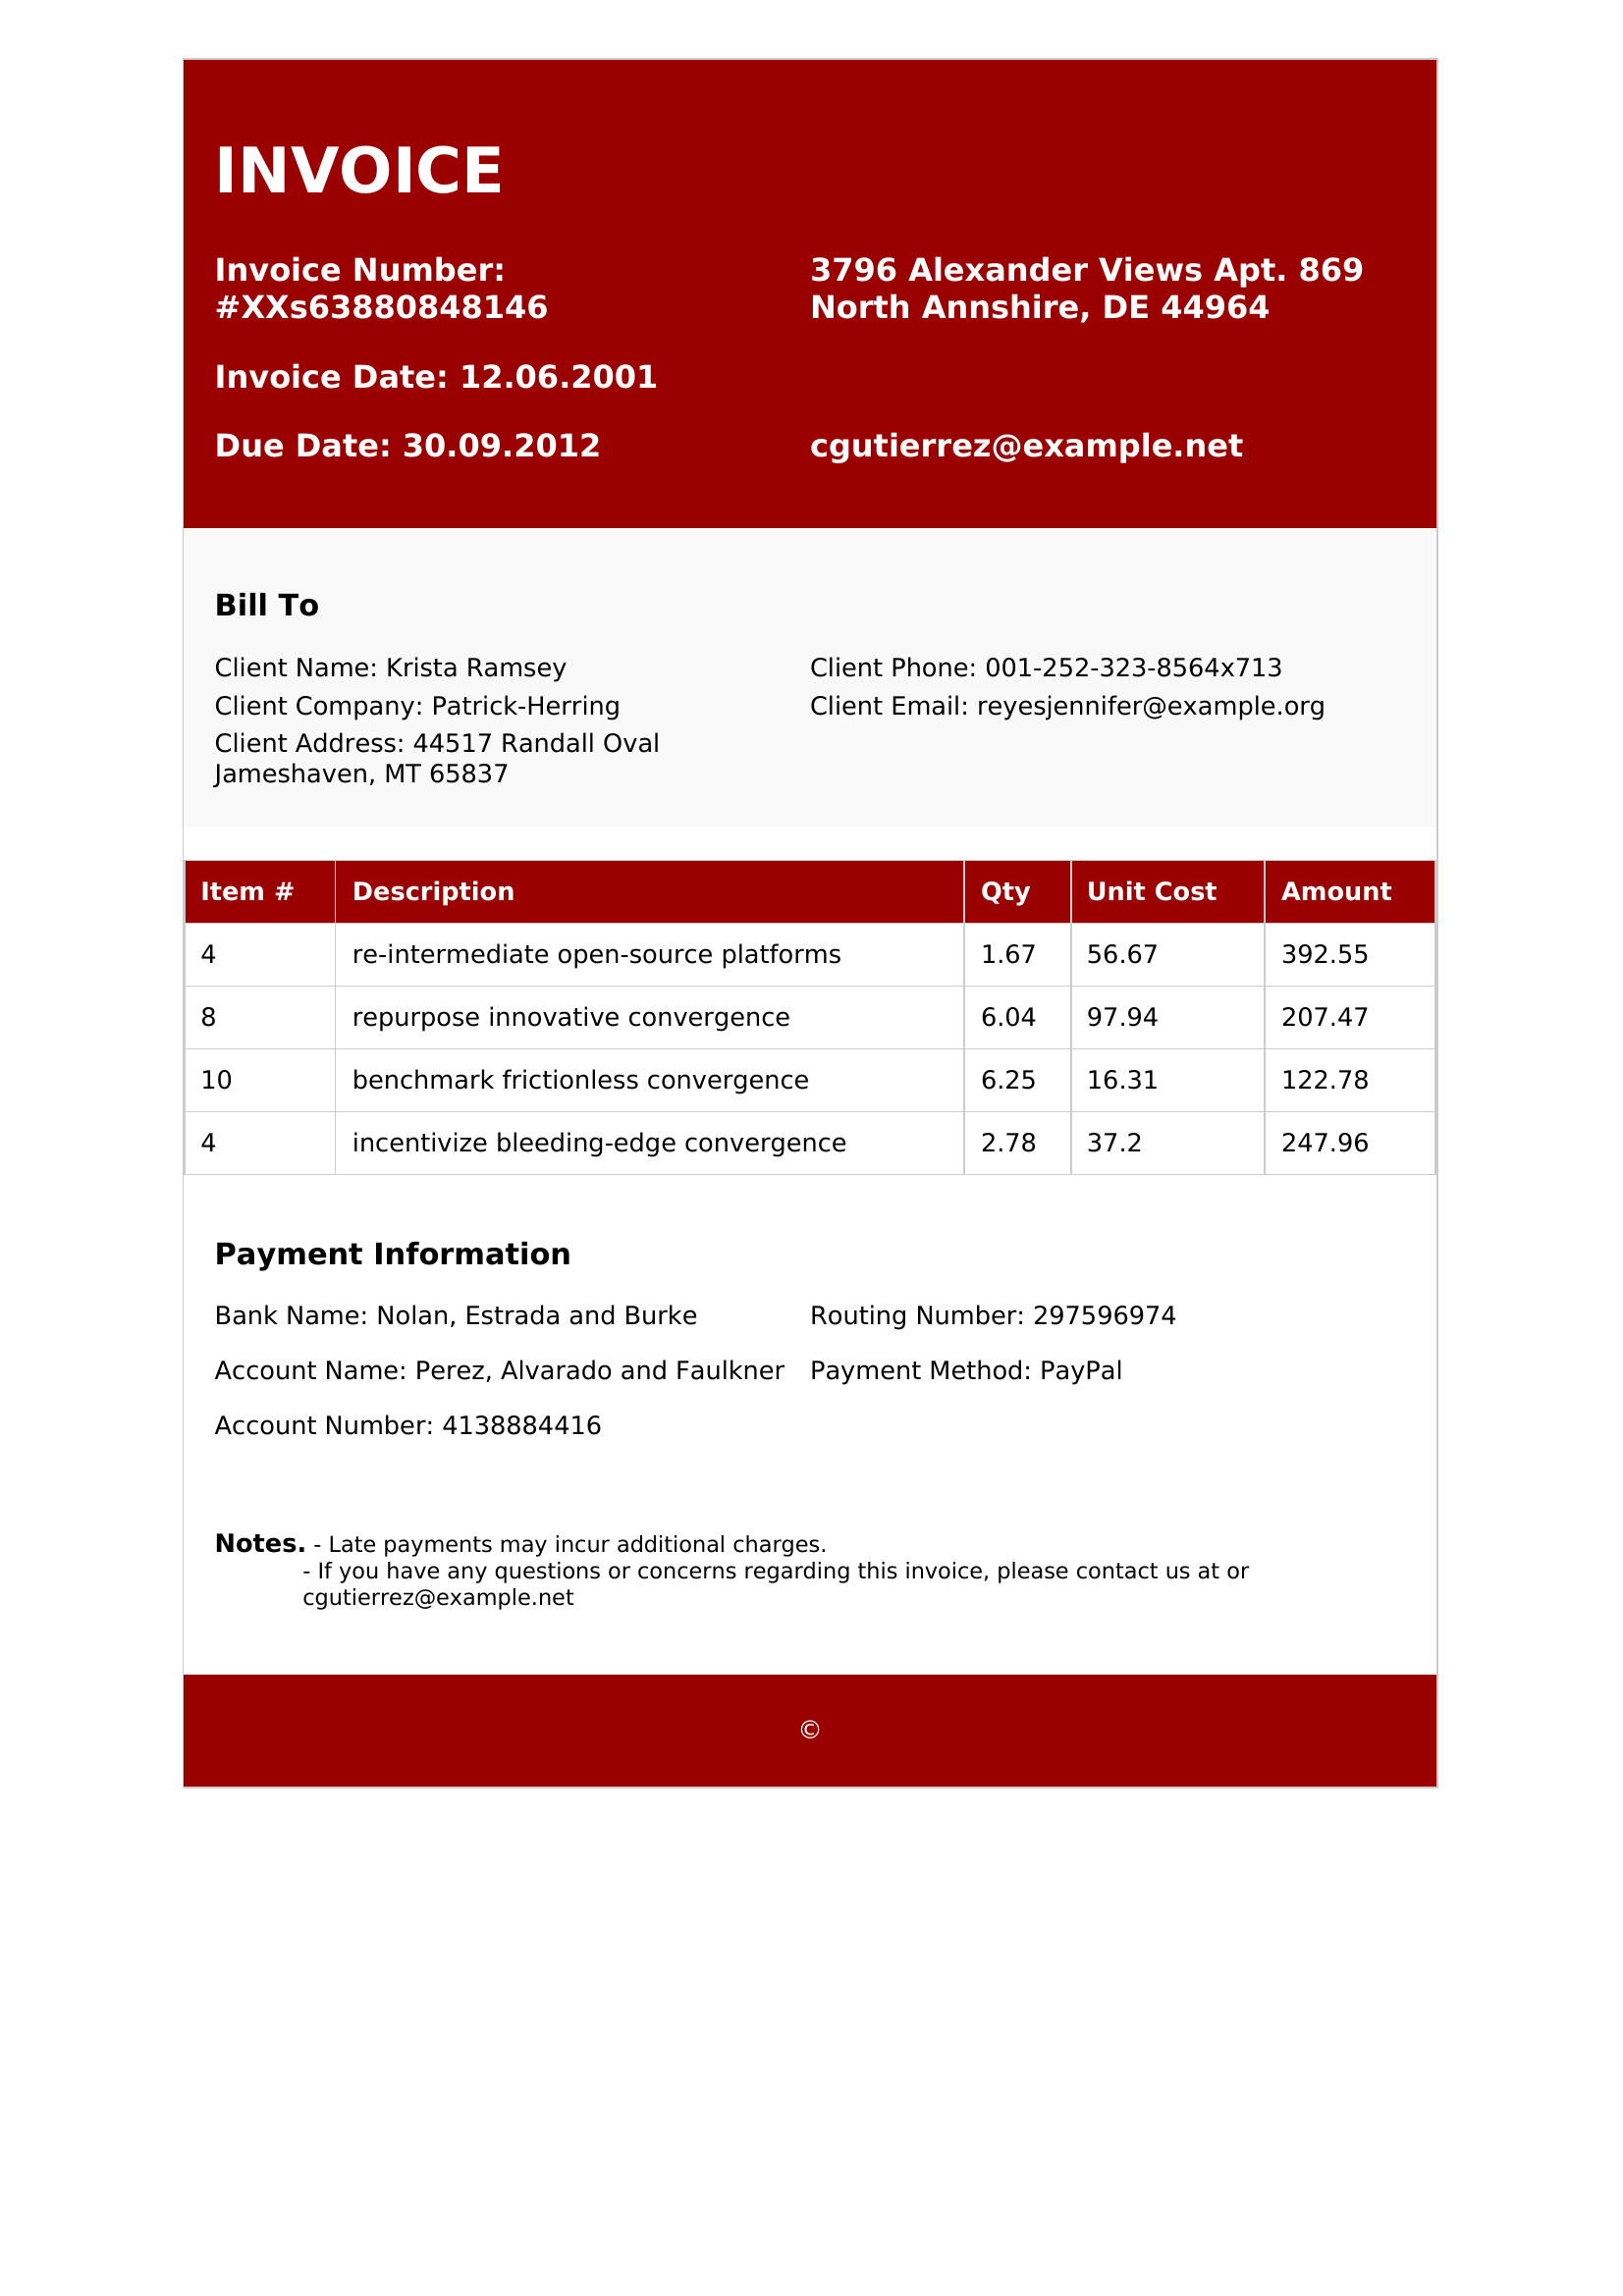 INVOICE
Invoice Number:
#XXs63880848146
3796 Alexander Views Apt. 869
North Annshire, DE 44964
Invoice Date: 12.06.2001
Due Date: 30.09.2012
cgutierrez@example.net
Bill To
Client Name: Krista Ramsey
Client Company: Patrick-Herring
Client Address: 44517 Randall Oval
Jameshaven, MT 65837
Client Phone: 001-252-323-8564x713
Client Email: reyesjennifer@example.org
Item # Description Qty Unit Cost Amount
4 re-intermediate open-source platforms 1.67 56.67 392.55
8 repurpose innovative convergence 6.04 97.94 207.47
10 benchmark frictionless convergence 6.25 16.31 122.78
4 incentivize bleeding-edge convergence 2.78 37.2 247.96
Payment Information
Bank Name: Nolan, Estrada and Burke
Account Name: Perez, Alvarado and Faulkner
Account Number: 4138884416
Routing Number: 297596974
Payment Method: PayPal
Notes. - Late payments may incur additional charges.
- If you have any questions or concerns regarding this invoice, please contact us at or
cgutierrez@example.net
©